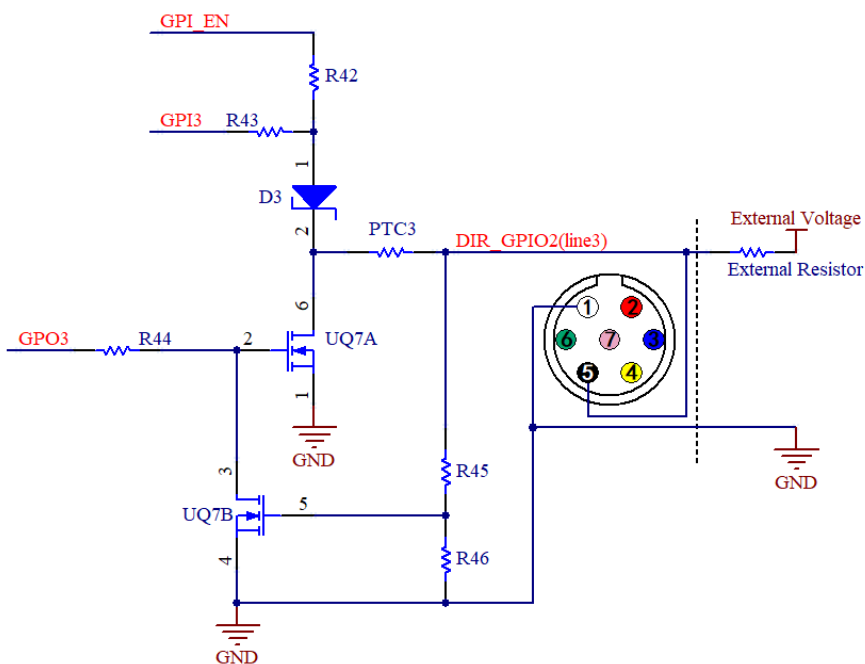 GPI_EN
R42
GPI3
R43
1
D3
2
PTC3
DIR_GPIO2(line3)
External Voltage
External Resistor
6
GPO3
R44
2
UQ7A
1
GND
1
2
6
7
3
5
4
GND
3
UQ7B
5
4
R45
R46
GND